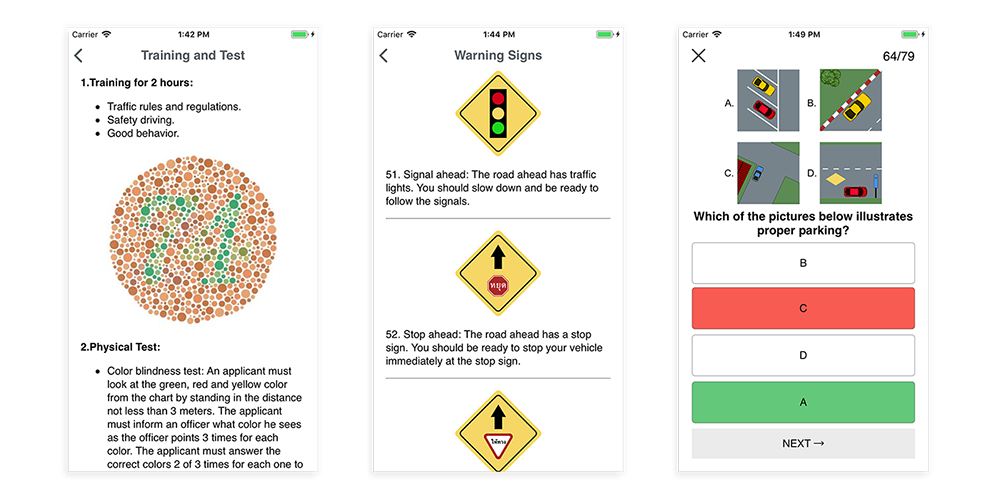 Carrier 1:42 PM
Training and Test
1.Training for 2 hours:
• Traffic rules and regulations.
• Safety driving.
• Good behavior.
74
2.Physical Test:
• Color blindness test: An applicant must
look at the green, red and yellow color
from the chart by standing in the distance
not less than 3 meters. The applicant
must inform an officer what color he sees
as the officer points 3 times for each
color. The applicant must answer the
correct colors 2 of 3 times for each one to
Carrier 1:44 PM
Warning Signs
51. Signal ahead: The road ahead has traffic
lights. You should slow down and be ready to
follow the signals.
หยุด
52. Stop ahead: The road ahead has a stop
sign. You should be ready to stop your vehicle
immediately at the stop sign.
ให้ทาง
Carrier 1:49 PM
64/79
A. B.
C. D.
Which of the pictures below illustrates
proper parking?
B
C
D
A
NEXT →